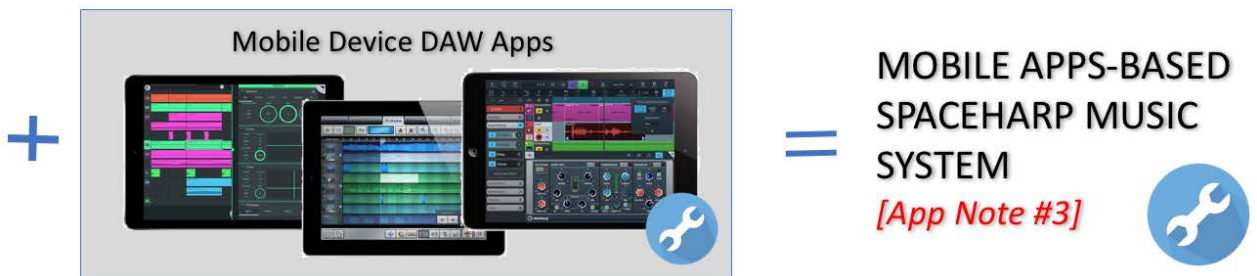 +
Mobile Device DAW Apps
=
MOBILE APPS-BASED
SPACEHARP MUSIC
SYSTEM
[App Note #3]